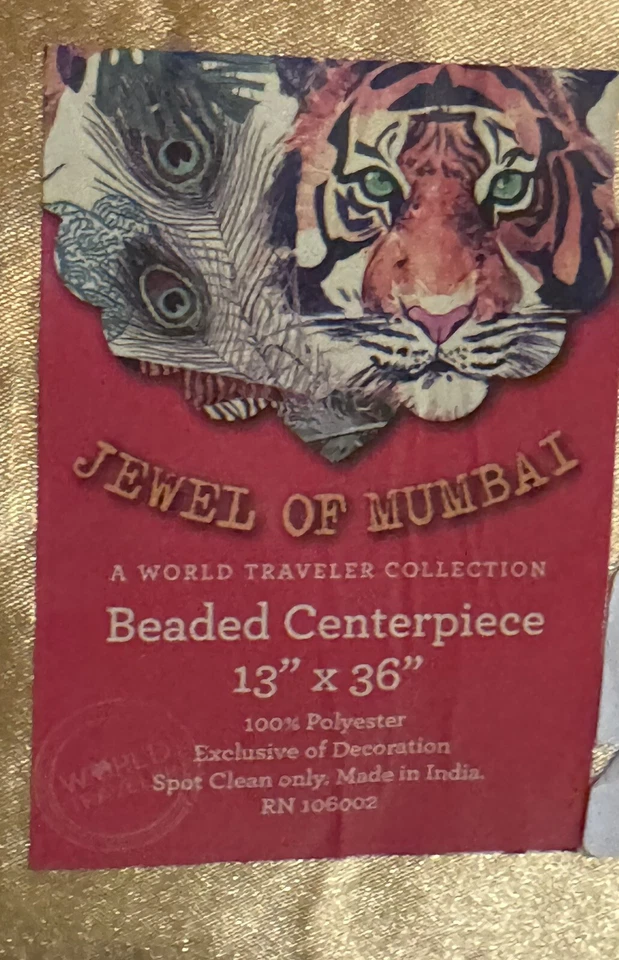 JEWEL OF MUMBAI
A WORLD TRAVELER COLLECTION
Beaded Centerpiece
13” x 36”
100% Polyester
Exclusive of Decoration
Spot Clean only. Made in India.
RN 106002
WORLD